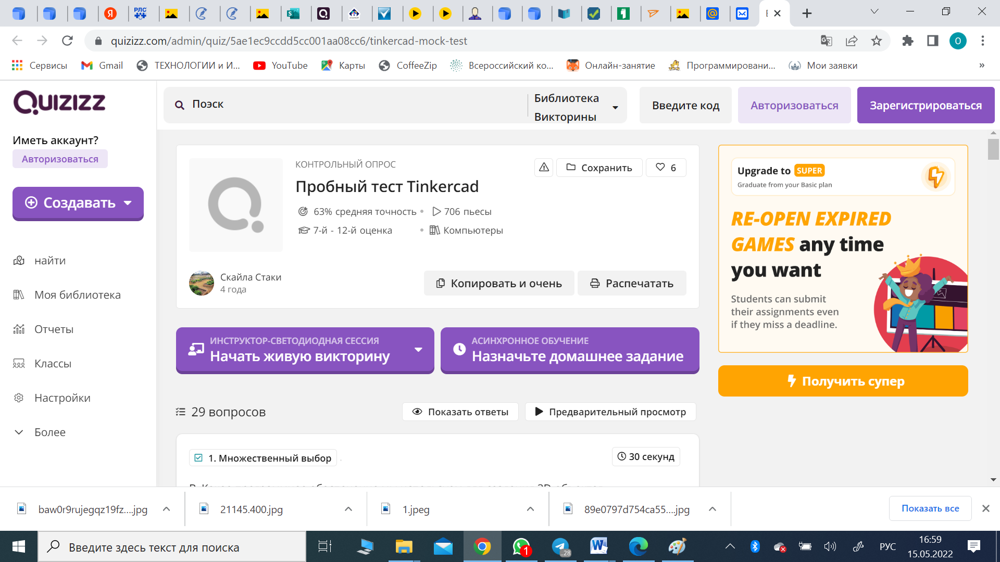 quizizz.com/admin/quiz/5ae1ec9ccdd5cc001aa08cc6/tinkercad-mock-test
О
Сервисы
Gmail
ТЕХНОЛОГИИ и И...
YouTube
Карты
CoffeeZip
Всероссийский ко...
Онлайн-занятие
Программировани...
Мои заявки
»
Quizizz
Поэск
Библиотека
Викторины
Введите код
Авторизоваться
Зарегистрироваться
Иметь аккаунт?
Авторизоваться
Создавать
найти
Моя библиотека
Отчеты
Классы
Настройки
Более
КОНТРОЛЬНЫЙ ОПРОС
Сохранить
6
Пробный тест Tinkercad
63% средняя точность
706 пьесы
7-й - 12-й оценка
Компьютеры
Скайла Стаки
4 года
Копировать и очень
Распечатать
ИНСТРУКТОР-СВЕТОДИОДНАЯ СЕССИЯ
Начать живую викторину
АСИНХРОННОЕ ОБУЧЕНИЕ
Назначьте домашнее задание
Upgrade to SUPER
Graduate from your Basic plan
RE-OPEN EXPIRED
GAMES any time
you want
Students can submit
their assignments even
if they miss a deadline.
Получить супер
29 вопросов
Показать ответы
Предварительный просмотр
1. Множественный выбор
30 секунд
baw0r9rujegqz19fz....jpg
21145.400.jpg
1.jpeg
89e0797d754ca55....jpg
Показать все
Введите здесь текст для поиска
1
..28
РУС
16:59
15.05.2022